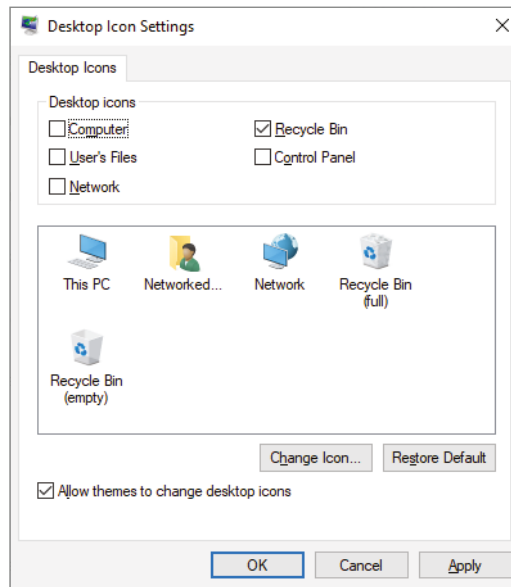 Desktop Icon Settings
Desktop Icons
Desktop icons
Computer
Recycle Bin
User's Files
Control Panel
Network
This PC
Networked...
Network
Recycle Bin
(full)
Recycle Bin
(empty)
Change Icon...
Restore Default
Allow themes to change desktop icons
OK
Cancel
Apply